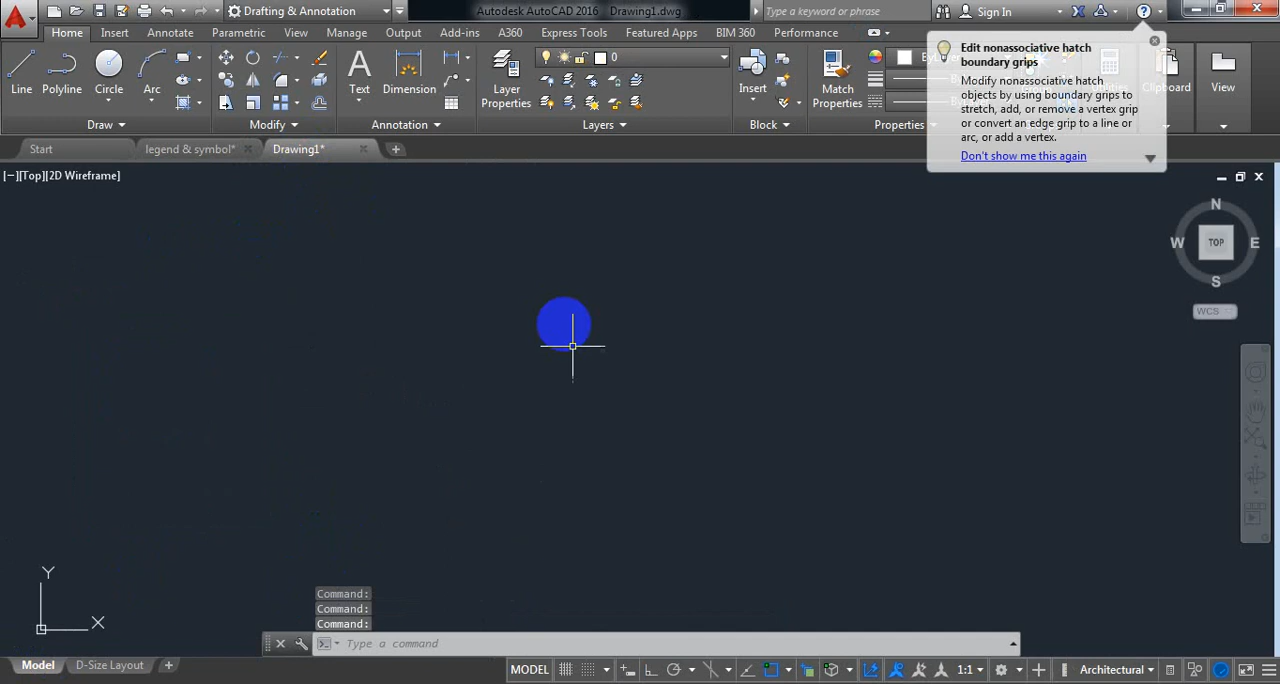 Drafting & Annotation
Autodesk AutoCAD 2016 Drawing1.dwg
Type a keyword or phrase
Sign In
Home Insert Annotate Parametric View Manage Output Add-ins A360 Express Tools Featured Apps BIM 360 Performance
Line Polyline Circle Arc
Text Dimension
Layer
Properties
0
Insert
Match
Properties
Clipboard
View
Draw
Modify
Annotation
Layers
Block
Properties
Edit nonassociative hatch
boundary grips
Modify nonassociative hatch
objects by using boundary grips to
stretch, add, or remove a vertex grip
or convert an edge grip to a line or
arc, or add a vertex.
Don't show me this again
Start legend & symbol* Drawing1*
[−][Top][2D Wireframe]
N
W TOP E
S
WCS
Y
X
Command:
Command:
Command:
Type a command
Model D-Size Layout
MODEL 1:1 Architectural